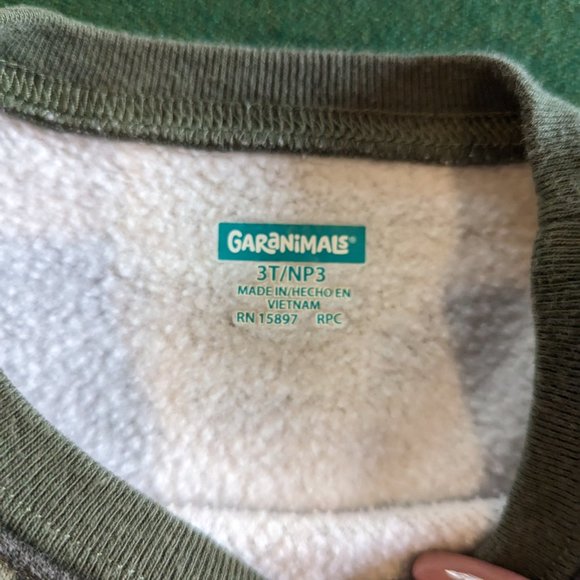 GARANIMALS®
3T/NP3
MADE IN/HECHO EN
VIETNAM
RN 15897 RPC